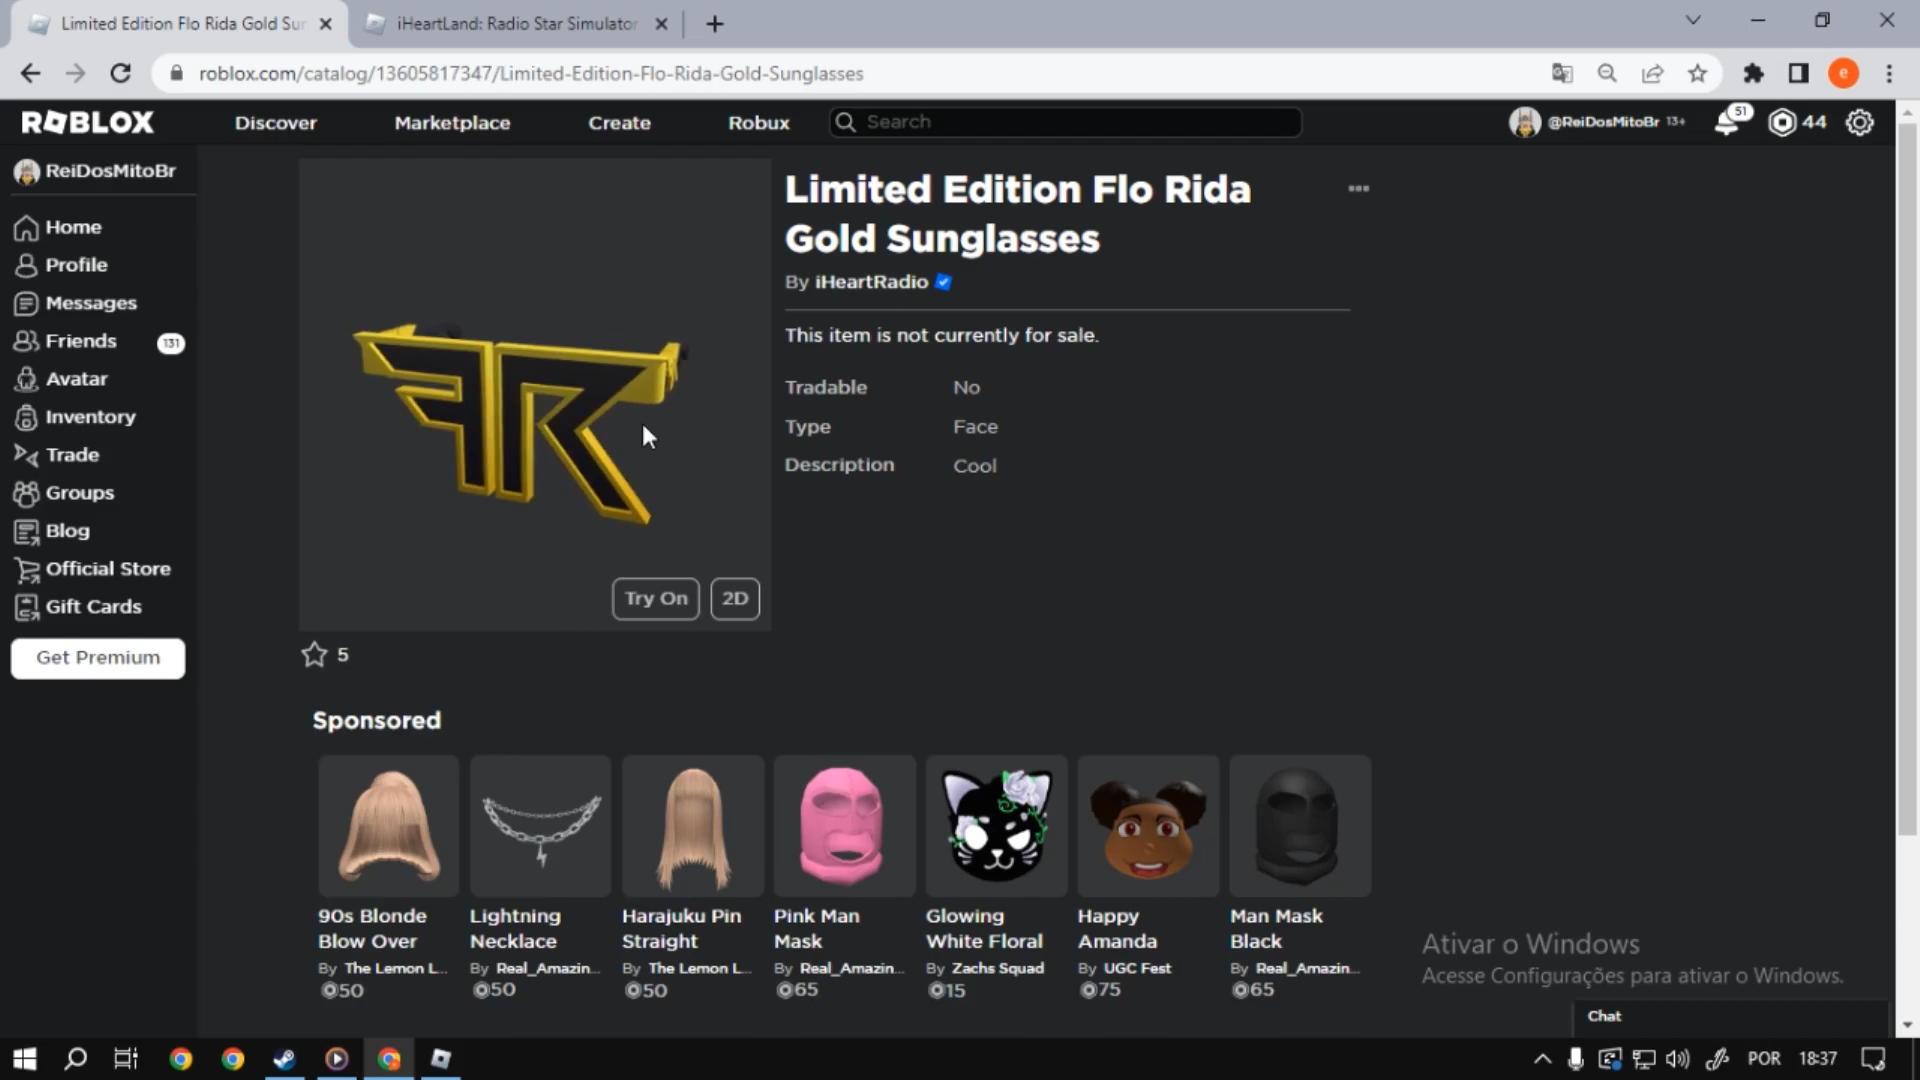 Limited Edition Flo Rida Gold Sun
iHeartLand: Radio Star Simulator
roblox.com/catalog/13605817347/Limited-Edition-Flo-Rida-Gold-Sunglasses
e
ROBLOX
Discover
Marketplace
Create
Robux
Search
@ReiDosMitoBr 13+
51
44
ReiDosMitoBr
Home
Profile
Messages
Friends 131
Avatar
Inventory
Trade
Groups
Blog
Official Store
Gift Cards
Get Premium
FR
Try On
2D
5
Limited Edition Flo Rida
Gold Sunglasses
By iHeartRadio
This item is not currently for sale.
Tradable No
Type Face
Description Cool
Sponsored
90s Blonde
Blow Over
By The Lemon L...
50
Lightning
Necklace
By Real_Amazin...
50
Harajuku Pin
Straight
By The Lemon L...
50
Pink Man
Mask
By Real_Amazin...
65
Glowing
White Floral
By Zachs Squad
15
Happy
Amanda
By UGC Fest
75
Man Mask
Black
By Real_Amazin...
65
Ativar o Windows
Acesse Configurações para ativar o Windows.
Chat
POR
18:37